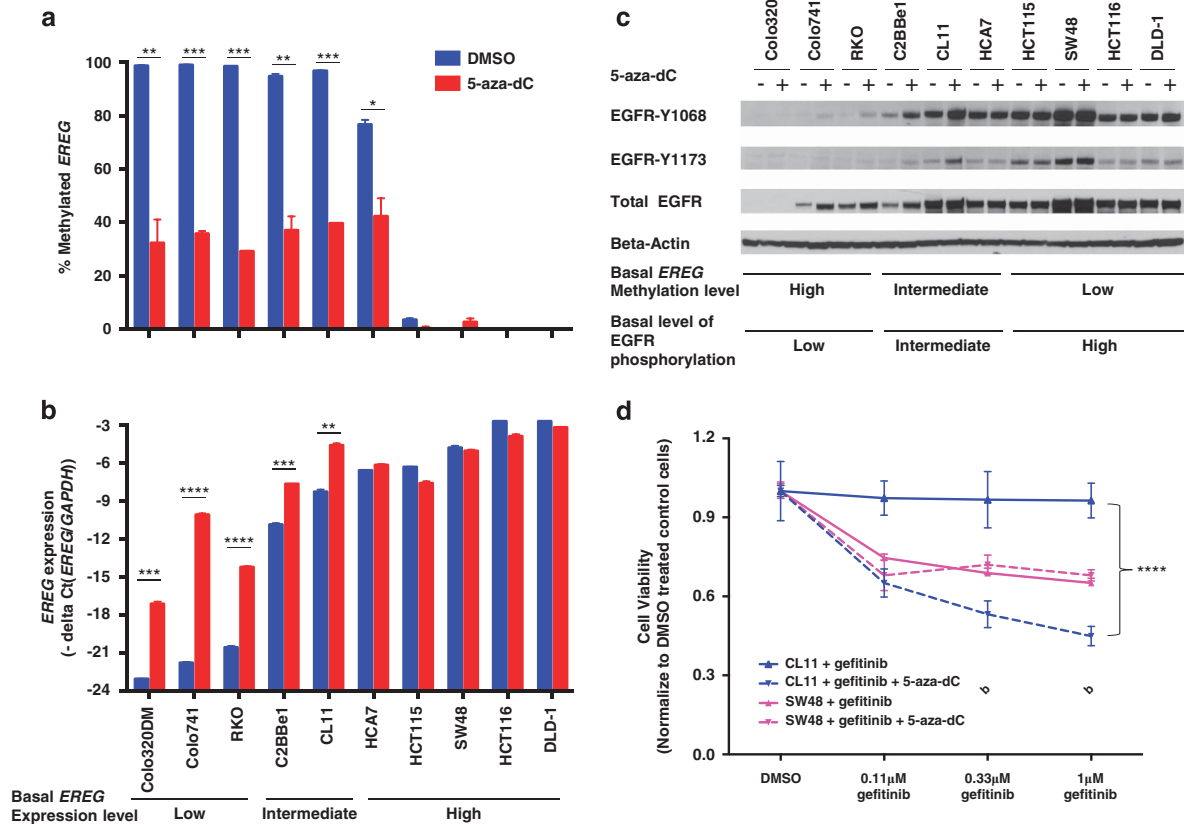 a
% Methylated EREG
100
80
60
40
20
0
** *** *** ** *** *
DMSO
5-aza-dC
b
EREG expression
(- delta Ct(EREG/GAPDH))
-3
-6
-9
-12
-15
-18
-21
-24
*** **** **** *** **
Colo320DM
Colo741
RKO
C2BBe1
CL11
HCA7
HCT115
SW48
HCT116
DLD-1
Basal EREG
Expression level
Low Intermediate High
c
Colo320
Colo741
RKO
C2BBe1
CL11
HCA7
HCT115
SW48
HCT116
DLD-1
5-aza-dC - + - + - + - + - + - + - + - + - + - +
EGFR-Y1068
EGFR-Y1173
Total EGFR
Beta-Actin
Basal EREG
Methylation level
High Intermediate Low
Basal level of
EGFR
phosphorylation
Low Intermediate High
d
Cell Viability
(Normalize to DMSO treated control cells)
1.2
0.9
0.6
0.3
0.0
****
CL11 + gefitinib
CL11 + gefitinib + 5-aza-dC
SW48 + gefitinib
SW48 + gefitinib + 5-aza-dC
b b
DMSO 0.11µM 0.33µM 1µM
gefitinib gefitinib gefitinib